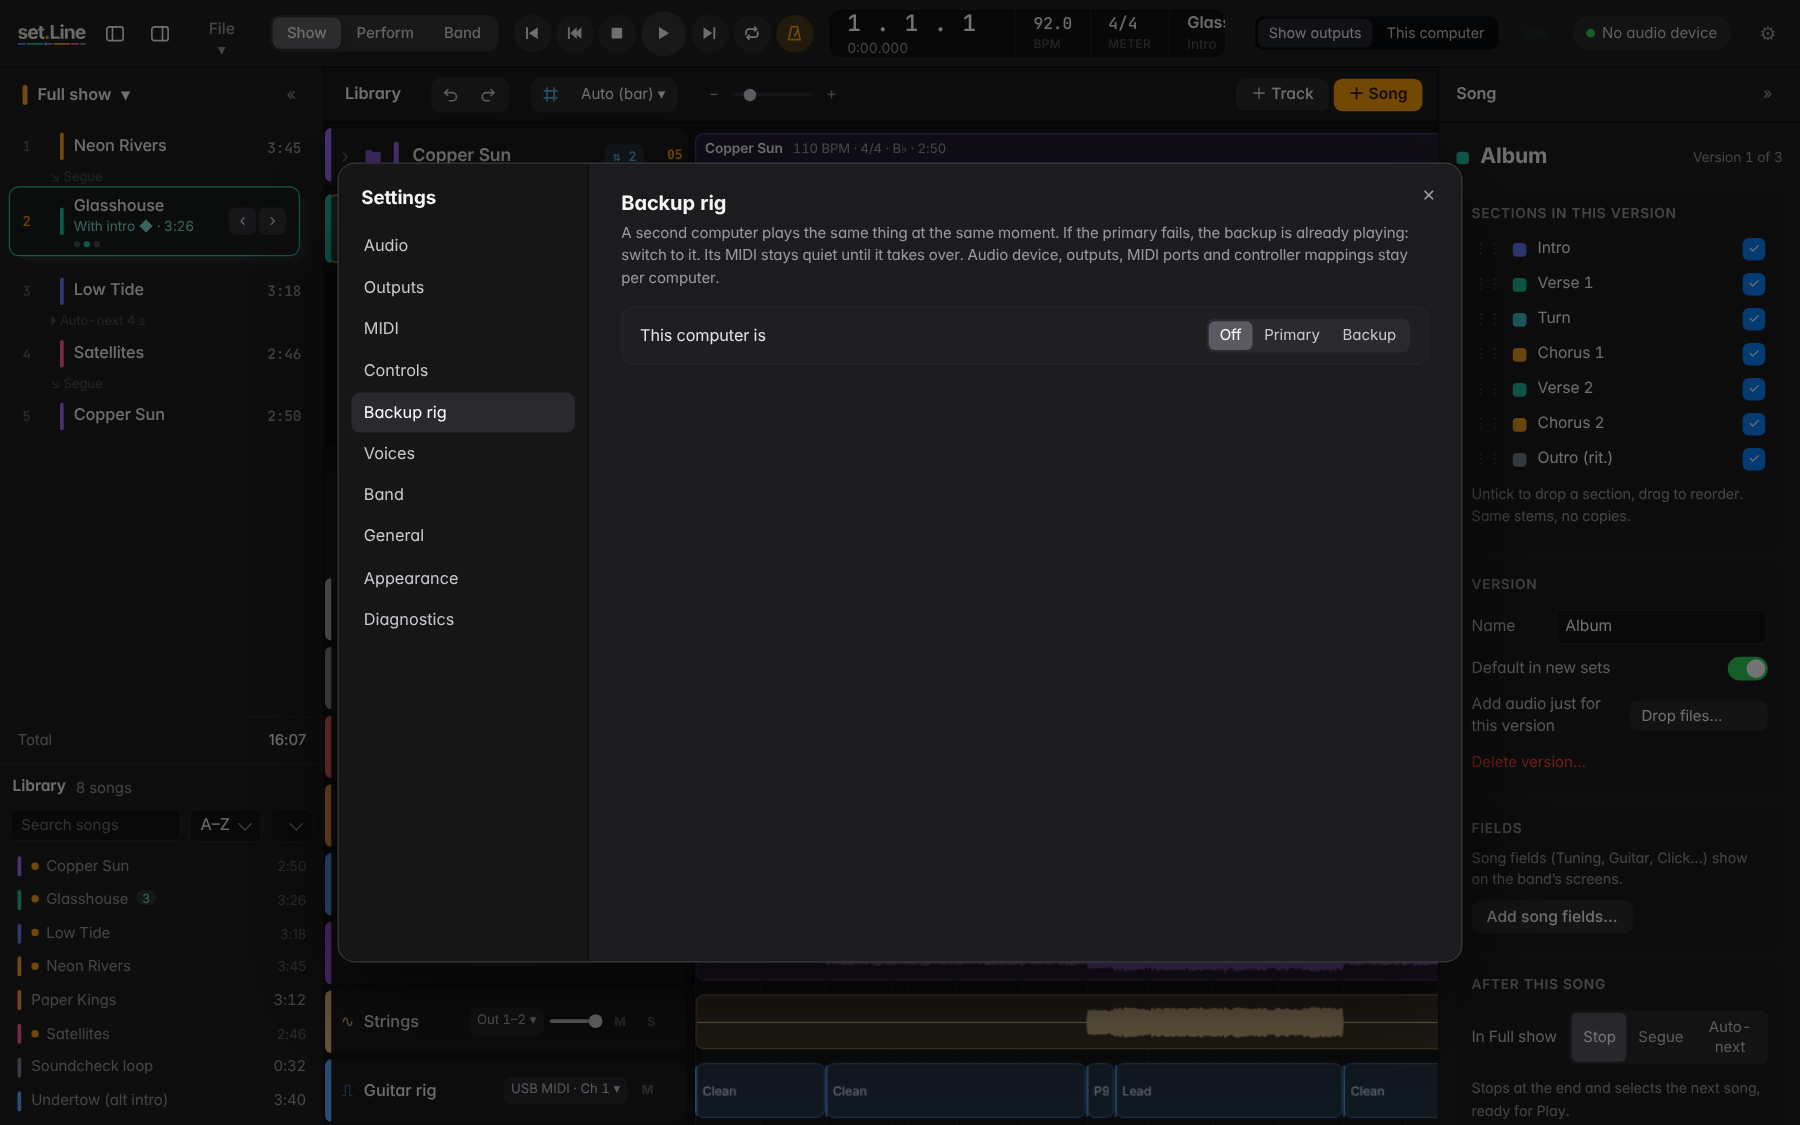 set.Line
File ▾
Show
Perform
Band
1 . 1 . 1
0:00.000
92.0
BPM
4/4
METER
Glass
Intro
Show outputs
This computer
No audio device
Full show ▾
«
1
Neon Rivers
3:45
↘ Segue
2
Glasshouse
With intro ◆ · 3:26
‹
›
3
Low Tide
3:18
▸ Auto-next 4 s
4
Satellites
2:46
↘ Segue
5
Copper Sun
2:50
Total
16:07
Library
8 songs
Search songs
A–Z
Copper Sun
2:50
Glasshouse
3
3:26
Low Tide
3:18
Neon Rivers
3:45
Paper Kings
3:12
Satellites
2:46
Soundcheck loop
0:32
Undertow (alt intro)
3:40
Library
Auto (bar) ▾
−
+
+ Track
+ Song
Copper Sun
⇅ 2
05
Copper Sun
110 BPM · 4/4 · B♭ · 2:50
Settings
Audio
Outputs
MIDI
Controls
Backup rig
Voices
Band
General
Appearance
Diagnostics
Backup rig
×
A second computer plays the same thing at the same moment. If the primary fails, the backup is already playing:
switch to it. Its MIDI stays quiet until it takes over. Audio device, outputs, MIDI ports and controller mappings stay
per computer.
This computer is
Off
Primary
Backup
Strings
Out 1–2 ▾
M
S
Guitar rig
USB MIDI · Ch 1 ▾
M
Clean
Clean
Lead
Clean
Song
»
Album
Version 1 of 3
SECTIONS IN THIS VERSION
Intro
Verse 1
Turn
Chorus 1
Verse 2
Chorus 2
Outro (rit.)
Untick to drop a section, drag to reorder.
Same stems, no copies.
VERSION
Name
Album
Default in new sets
Add audio just for
this version
Drop files...
Delete version...
FIELDS
Song fields (Tuning, Guitar, Click...) show
on the band's screens.
Add song fields...
AFTER THIS SONG
In Full show
Stop
Segue
Auto-
next
Stops at the end and selects the next song,
ready for Play.